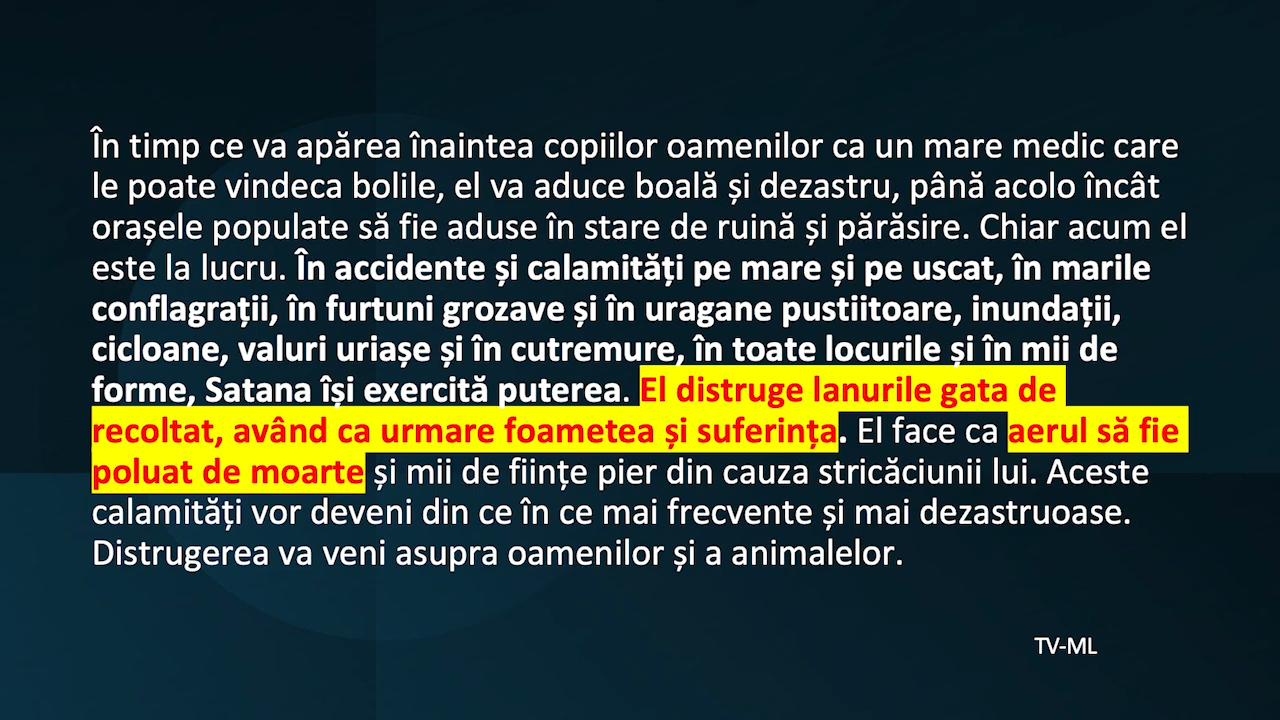 În timp ce va apărea înaintea copiilor oamenilor ca un mare medic care
le poate vindeca bolile, el va aduce boală și dezastru, până acolo încât
orașele populate să fie aduse în stare de ruină și părăsire. Chiar acum el
este la lucru. În accidente și calamități pe mare și pe uscat, în marile
conflagrații, în furtuni grozave și în uragane pustiitoare, inundații,
cicloane, valuri uriașe și în cutremure, în toate locurile și în mii de
forme, Satana își exercită puterea. El distruge lanurile gata de
recoltat, având ca urmare foametea și suferința. El face ca aerul să fie
poluat de moarte și mii de ființe pier din cauza stricăciunii lui. Aceste
calamități vor deveni din ce în ce mai frecvente și mai dezastruoase.
Distrugerea va veni asupra oamenilor și a animalelor.
TV-ML